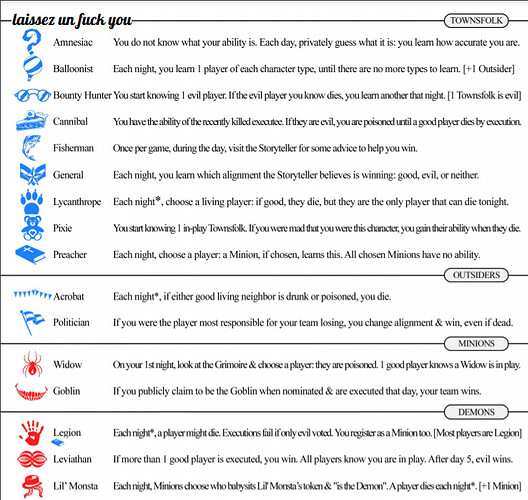 laissez un fuck you
TOWNSFOLK
Amnesiac You do not know what your ability is. Each day, privately guess what it is: you learn how accurate you are.
Balloonist Each night, you learn 1 player of each character type, until there are no more types to learn. [+1 Outsider]
Bounty Hunter You start knowing 1 evil player. If the evil player you know dies, you learn another that night. [1 Townsfolk is evil]
Cannibal You have the ability of the recently killed executee. If they are evil, you are poisoned until a good player dies by execution.
Fisherman Once per game, during the day, visit the Storyteller for some advice to help you win.
General Each night, you learn which alignment the Storyteller believes is winning: good, evil, or neither.
Lycanthrope Each night*, choose a living player: if good, they die, but they are the only player that can die tonight.
Pixie You start knowing 1 in-play Townsfolk. If you were mad that you were this character, you gain their ability when they die.
Preacher Each night, choose a player: a Minion, if chosen, learns this. All chosen Minions have no ability.
OUTSIDERS
Acrobat Each night*, if either good living neighbor is drunk or poisoned, you die.
Politician If you were the player most responsible for your team losing, you change alignment & win, even if dead.
MINIONS
Widow On your 1st night, look at the Grimoire & choose a player: they are poisoned. 1 good player knows a Widow is in play.
Goblin If you publicly claim to be the Goblin when nominated & are executed that day, your team wins.
DEMONS
Legion Each night*, a player might die. Executions fail if only evil voted. You register as a Minion too. [Most players are Legion]
Leviathan If more than 1 good player is executed, you win. All players know you are in play. After day 5, evil wins.
Lil' Monsta Each night, Minions choose who babysits Lil' Monsta's token & "is the Demon". A player dies each night*. [+1 Minion]